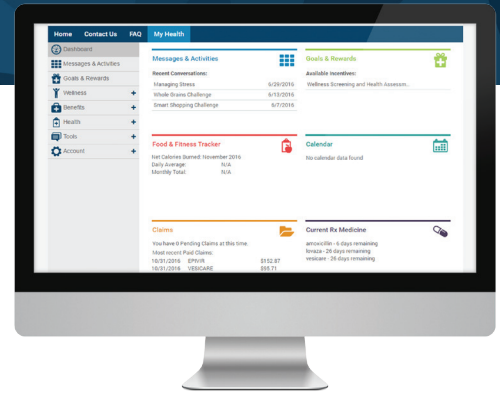 Home Contact Us FAQ My Health
Dashboard
Messages & Activities
Goals & Rewards
Wellness +
Benefits +
Health +
Tools +
Account +
Messages & Activities
Recent Conversations:
Managing Stress 6/29/2016
Whole Grains Challenge 6/13/2016
Smart Shopping Challenge 6/7/2016
Goals & Rewards
Available Incentives:
Wellness Screening and Health Assessm...
Food & Fitness Tracker
Net Calories Burned: November 2016
Daily Average: N/A
Monthly Total: N/A
Calendar
No calendar data found
Claims
You have 0 Pending Claims at this time.
Most recent Paid Claims:
10/31/2016 EPIVIR $152.87
10/31/2016 VESICARE $95.71
Current Rx Medicine
amoxicillin - 6 days remaining
lovaza - 26 days remaining
vesicare - 26 days remaining